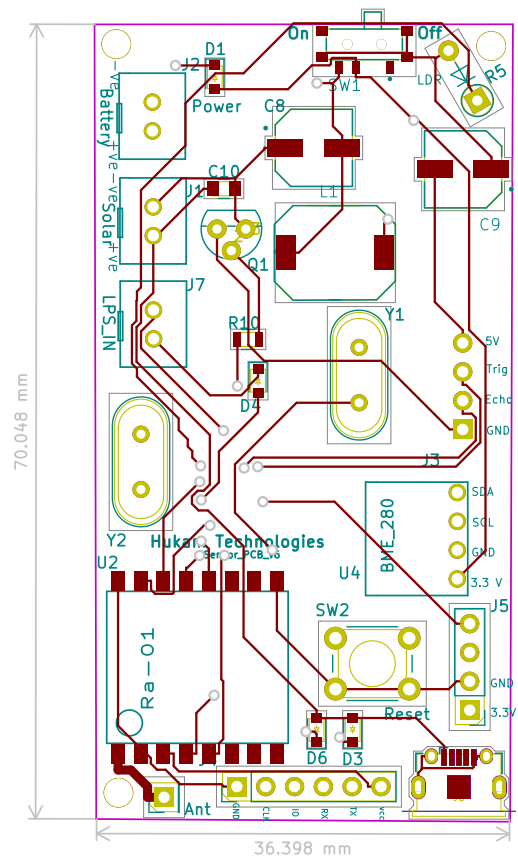 On
Off
D1
J2
-ve
R5
LDR
SW1
Power
C8
Battery
+ve
C9
C10
L1
-ve
J1
Solar
+ve
Q1
J7
LPS_IN
R10
Y1
5V
Trig
Echo
GND
D4
J3
70.048 mm
SDA
SCL
GND
3.3 V
BME_280
U4
Y2
Hukam Technologies
Sensor_PCB_v6
U2
Ra-01
SW2
J5
GND
3.3V
Reset
D6
D3
Ant
GND
CLK
IO
RX
TX
vcc
36.398 mm